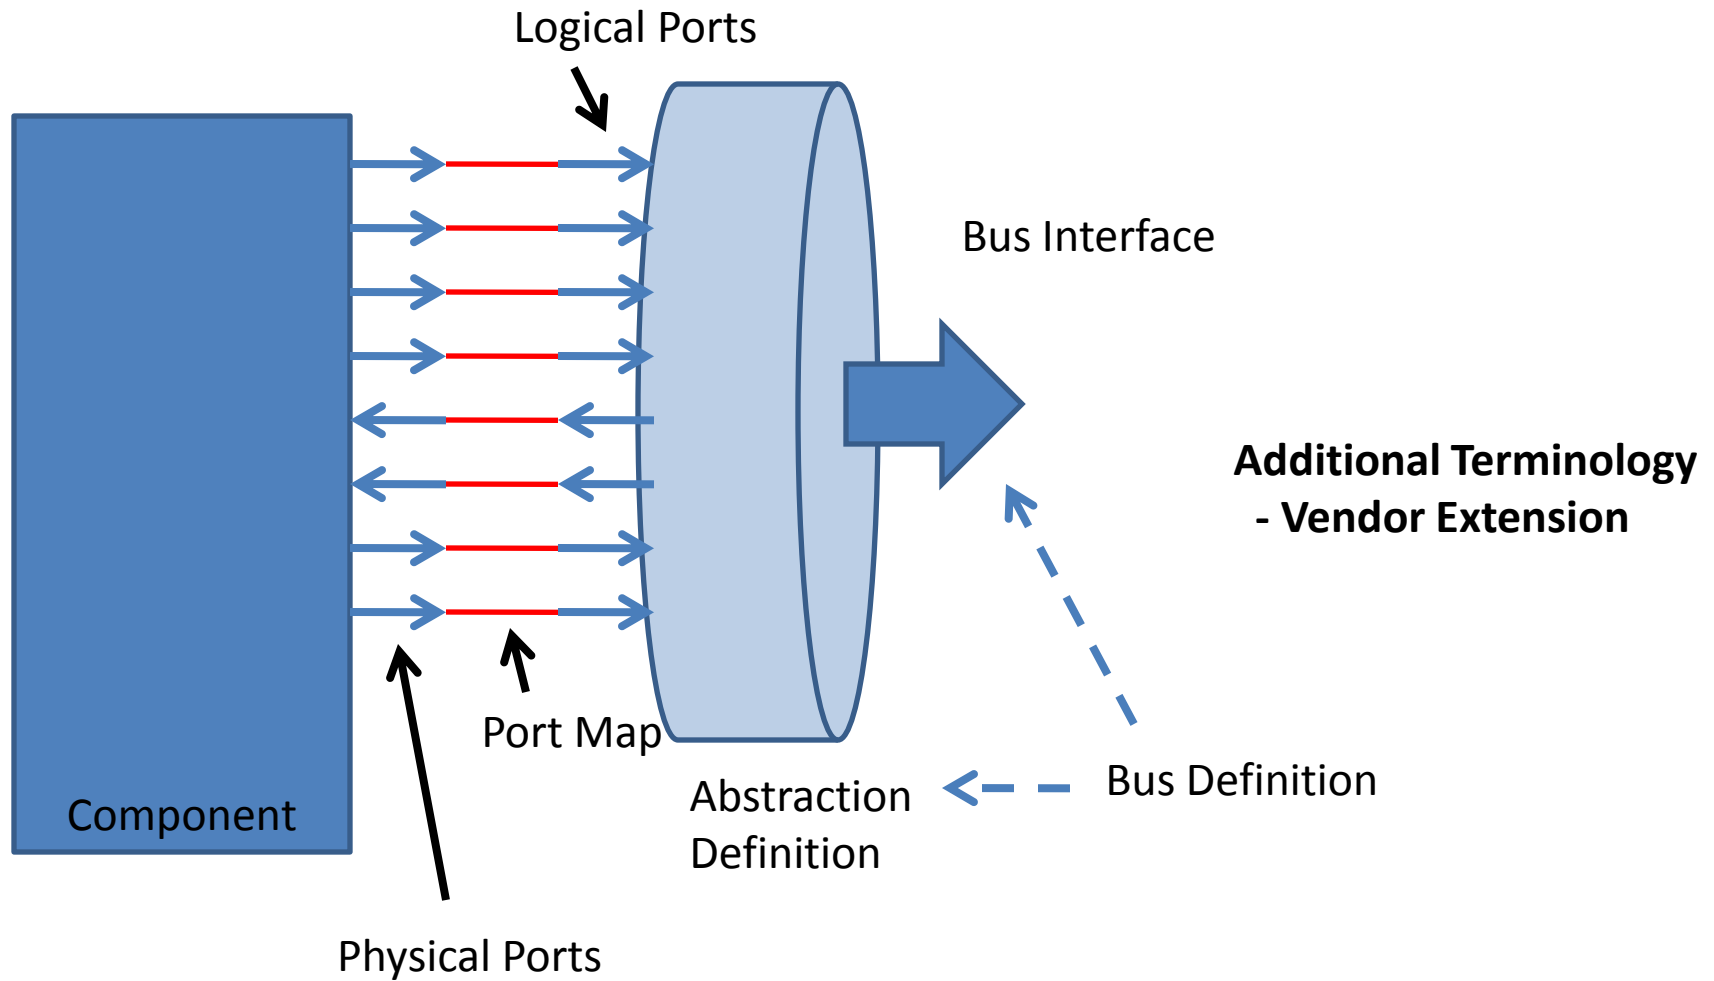 Logical Ports
Bus Interface
Additional Terminology
- Vendor Extension
Port Map
Abstraction
Definition
Bus Definition
Component
Physical Ports